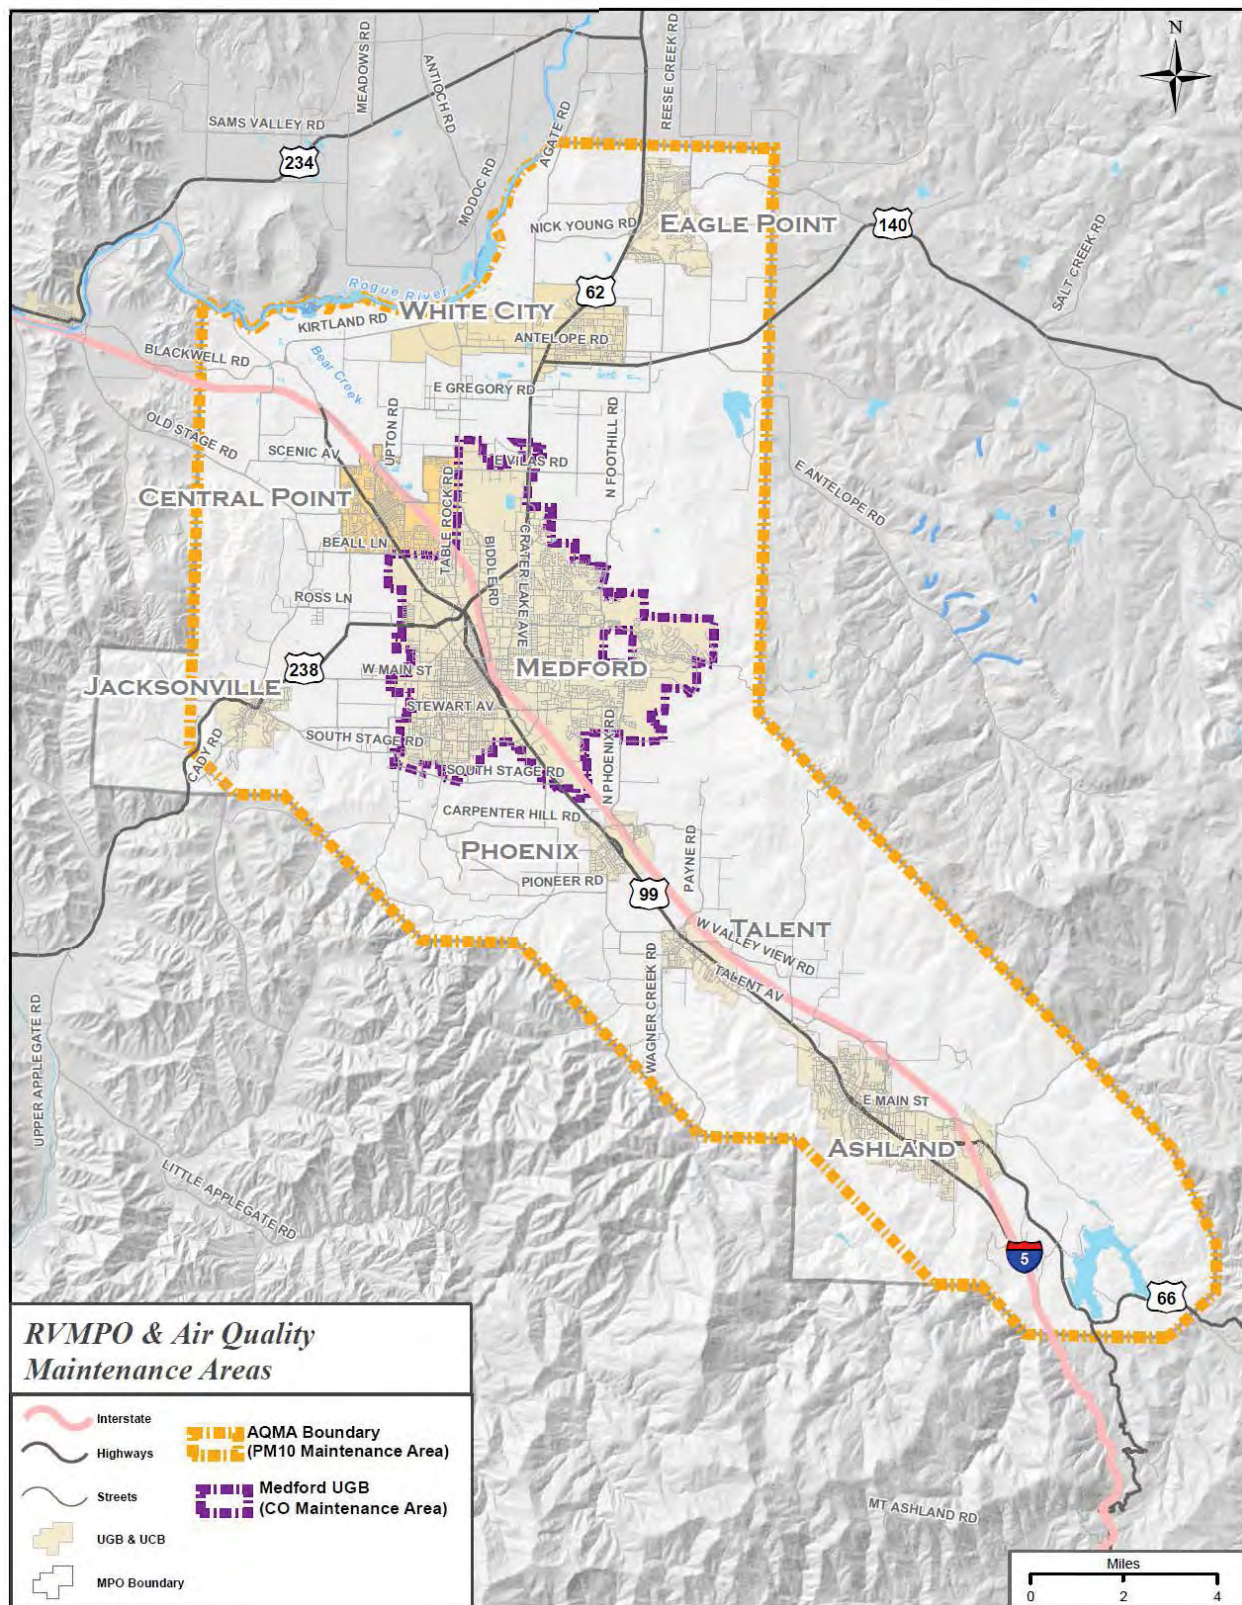 N
MEADOWS RD
ANTIOCH RD
REESE CREEK RD
SAMS VALLEY RD
AGATE RD
234
MODOC RD
NICK YOUNG RD
EAGLE POINT
140
SALT CREEK RD
Rogue River
62
WHITE CITY
KIRTLAND RD
ANTELOPE RD
BLACKWELL RD
Bear Creek
E GREGORY RD
OLD STAGE RD
UPTON RD
N FOOTHILL RD
SCENIC AV
E VILAS RD
E ANTELOPE RD
CENTRAL POINT
TABLE ROCK RD
BEALL LN
BIDDLE RD
CRATER LAKE AVE
ROSS LN
238
W MAIN ST
MEDFORD
JACKSONVILLE
STEWART AV
CADY RD
SOUTH STAGE RD
N PHOENIX RD
SOUTH STAGE RD
CARPENTER HILL RD
PHOENIX
PAYNE RD
PIONEER RD
99
TALENT
W VALLEY VIEW RD
TALENT AV
WAGNER CREEK RD
UPPER APPLEGATE RD
E MAIN ST
ASHLAND
LITTLE APPLEGATE RD
5
66
MT ASHLAND RD
RVMPO & Air Quality
Maintenance Areas
Interstate
Highways
Streets
UGB & UCB
MPO Boundary
AQMA Boundary
(PM10 Maintenance Area)
Medford UGB
(CO Maintenance Area)
Miles
0 2 4